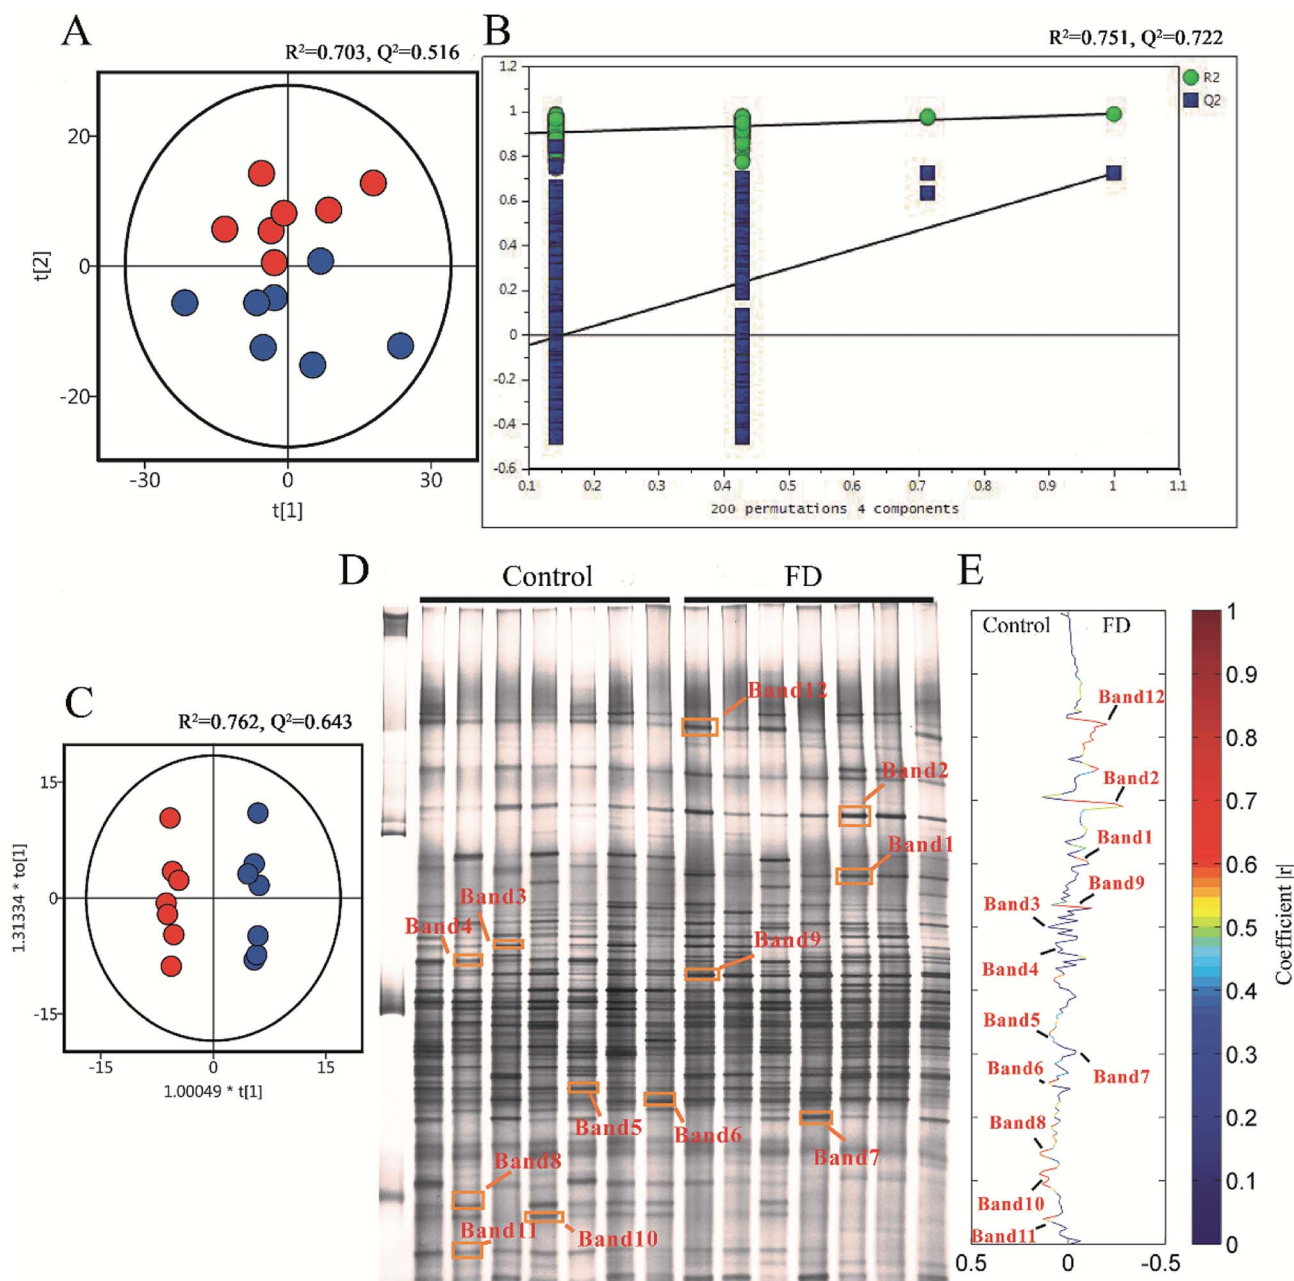 A
R²=0.703, Q²=0.516
20
0
-20
t[2]
-30
0
30
t[1]
B
R²=0.751, Q²=0.722
R2
Q2
1.2
1
0.8
0.6
0.4
0.2
0
-0.2
-0.4
-0.6
0.1
0.2
0.3
0.4
0.5
0.6
0.7
0.8
0.9
1
1.1
200 permutations 4 components
C
R²=0.762, Q²=0.643
15
0
-15
1.31334 * to[1]
-15
0
15
1.00049 * t[1]
D
Control
FD
Band12
Band2
Band1
Band3
Band4
Band9
Band5
Band6
Band7
Band8
Band11
Band10
E
Control
FD
Band12
Band2
Band1
Band9
Band3
Band4
Band5
Band6
Band7
Band8
Band10
Band11
0.5
0
-0.5
1
0.9
0.8
0.7
0.6
0.5
0.4
0.3
0.2
0.1
0
Coefficient |r|